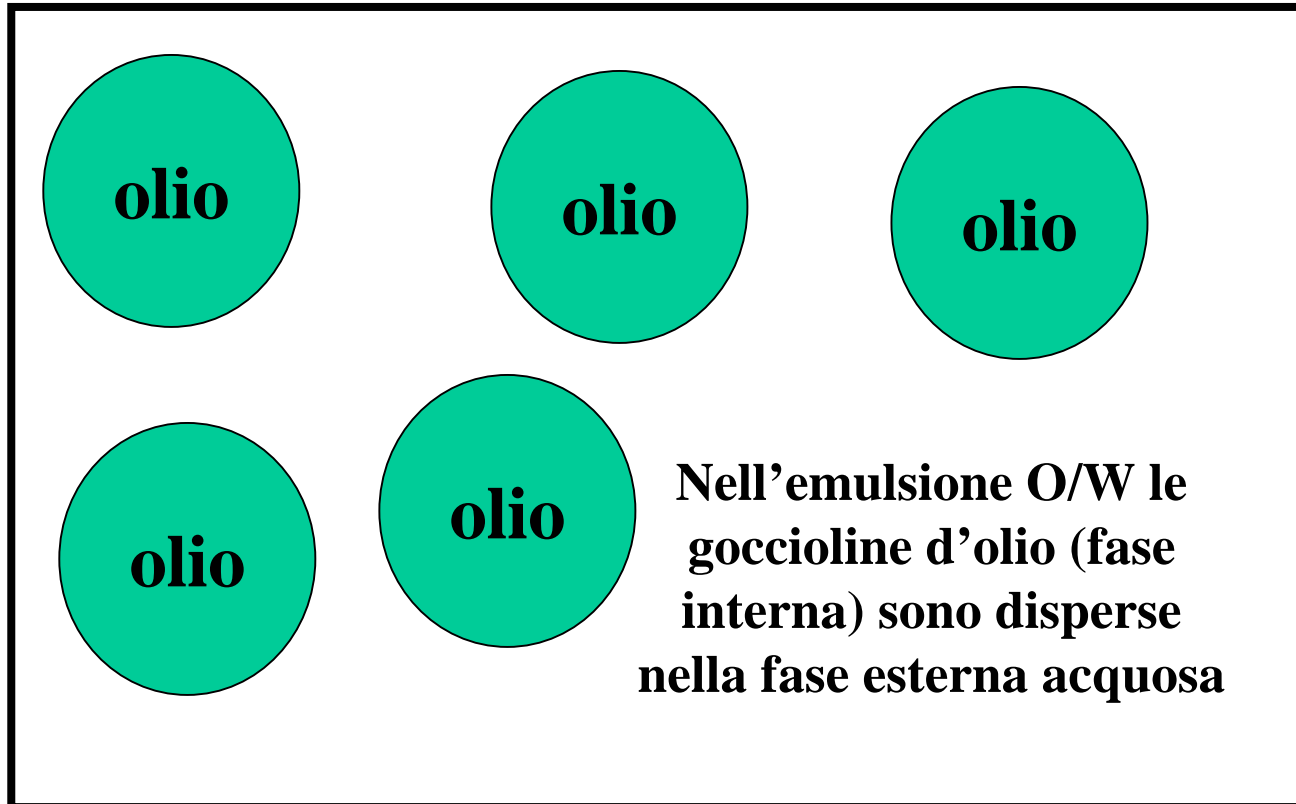 olio
olio
olio
olio
olio
Nell’emulsione O/W le
goccioline d’olio (fase
interna) sono disperse
nella fase esterna acquosa